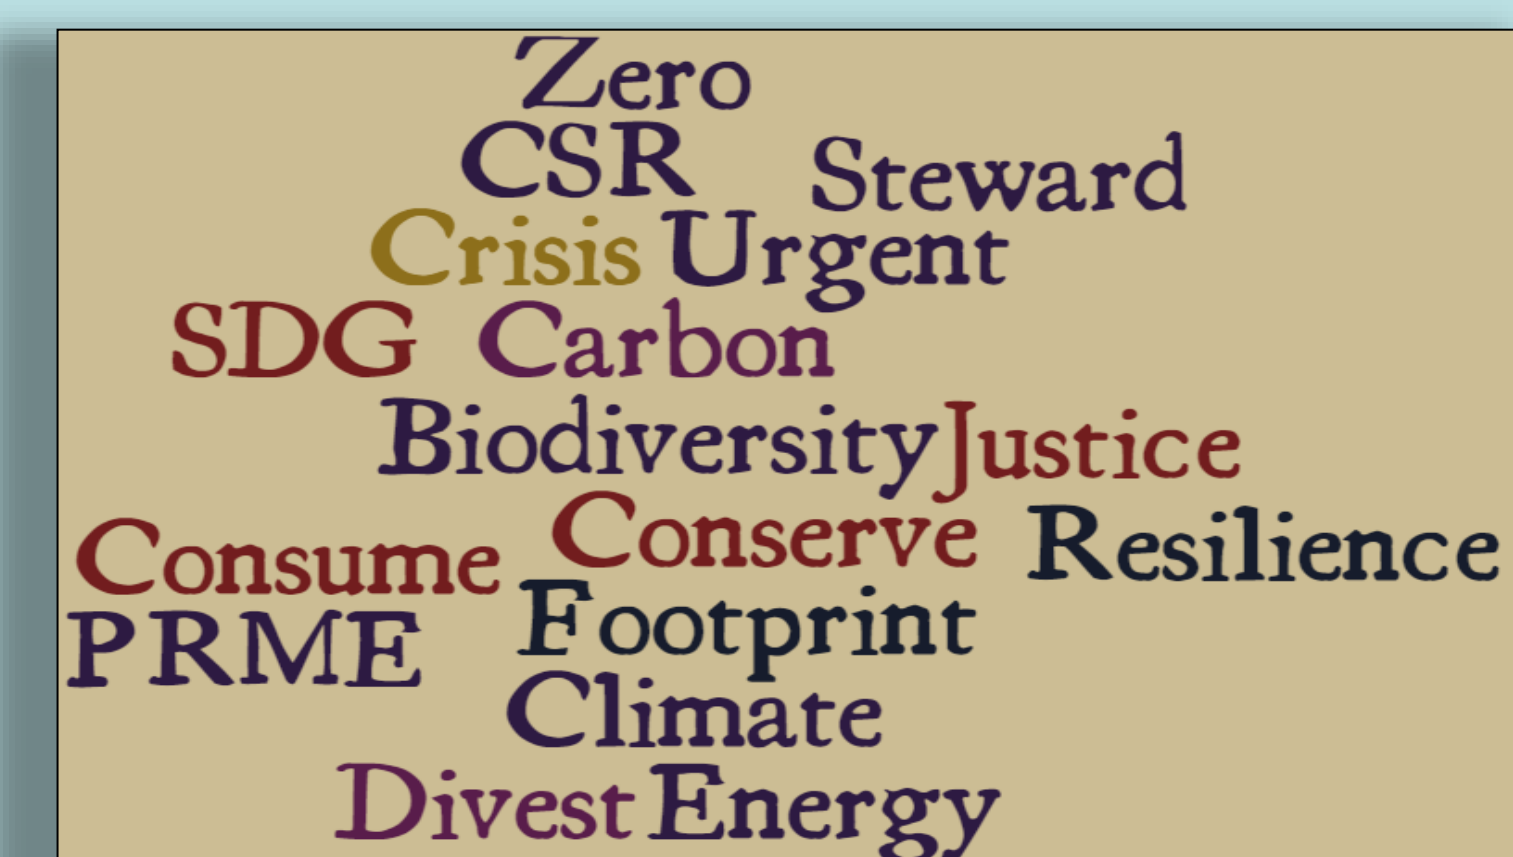 Zero
CSR Steward
Crisis Urgent
SDG Carbon
Biodiversity Justice
Consume Conserve Resilience
PRME Footprint
Climate
Divest Energy